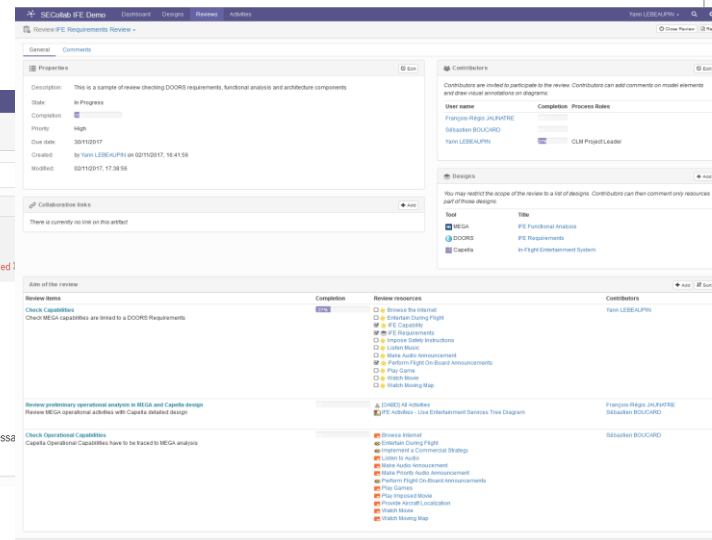 SECollab IFE Demo Dashboard Designs Reviews Activities Yann LEBEAUPIN
Review IFE Requirements Review
Close Review
General Comments
Properties Edit
Description: This is a sample of review checking DOORS requirements, functional analysis and architecture components
State: In Progress
Completion
Priority: High
Due date: 30/11/2017
Created: by Yann LEBEAUPIN on 02/11/2017, 16:41:56
Modified: 02/11/2017, 17:38:56
Collaboration links Add
There is currently no link on this artifact
Contributors Edit
Contributors are invited to participate to the review. Contributors can add comments on model elements
and draw visual annotations on diagrams.
User name Completion Process Roles
François-Régis JAUNATRE
Sébastien BOUCARD
Yann LEBEAUPIN CLM Project Leader
Designs Add
You may restrict the scope of the review to a list of designs. Contributors can then comment only resources
part of those designs.
Tool Title
MEGA IFE Functional Analysis
DOORS IFE Requirements
Capella In-Flight Entertainment System
Aim of the review Add Sort
Review items Completion Review resources Contributors
Check Capabilities Browse the Internet Yann LEBEAUPIN
Check MEGA capabilities are linked to a DOORS Requirements Entertain During Flight
IFE Capability
IFE Requirements
Impose Safety Instructions
Listen Music
Make Audio Announcement
Perform Flight On-Board Announcements
Play Game
Watch Movie
Watch Moving Map
Review preliminary operational analysis in MEGA and Capella design [OABD] All Activities François-Régis JAUNATRE
Review MEGA operational activities with Capella detailed design IFE Activities - Use Entertainment Services Tree Diagram Sébastien BOUCARD
Check Operational Capabilities Browse Internet Sébastien BOUCARD
Capella Operational Capabilities have to be traced to MEGA analysis Entertain During Flight
Implement a Commercial Strategy
Listen to Audio
Make Audio Annoucement
Make Priority Audio Announcement
Perform Flight On-Board Announcements
Play Games
Play Imposed Movie
Provide Aircraft Localization
Watch Movie
Watch Moving Map
ed
essa